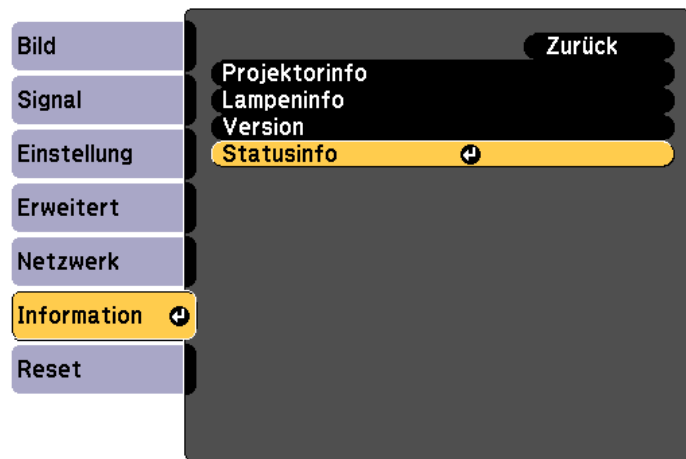 Bild
Signal
Einstellung
Erweitert
Netzwerk
Information
Reset
Zurück
Projektorinfo
Lampeninfo
Version
Statusinfo